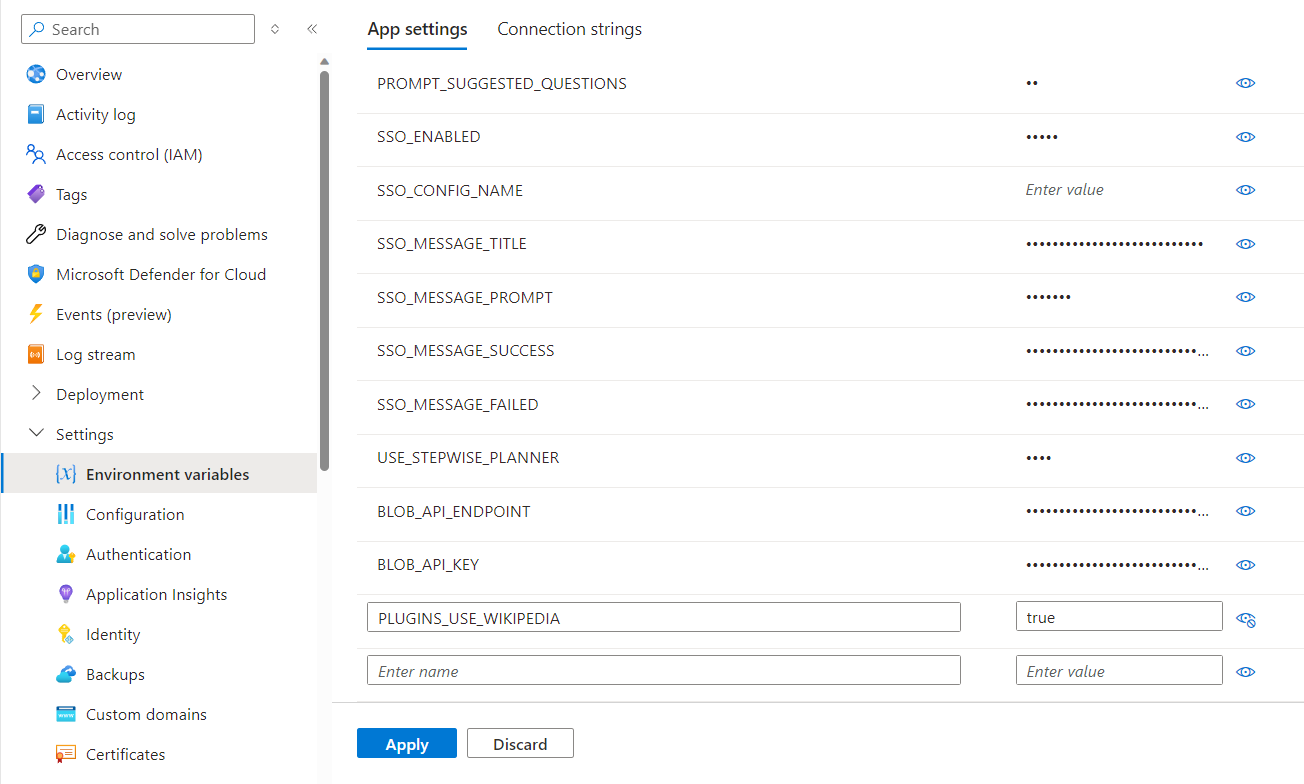 Search
Overview
Activity log
Access control (IAM)
Tags
Diagnose and solve problems
Microsoft Defender for Cloud
Events (preview)
Log stream
Deployment
Settings
Environment variables
Configuration
Authentication
Application Insights
Identity
Backups
Custom domains
Certificates
App settings Connection strings
PROMPT_SUGGESTED_QUESTIONS ••
SSO_ENABLED •••••
SSO_CONFIG_NAME Enter value
SSO_MESSAGE_TITLE •••••••••••••••••••••••••••
SSO_MESSAGE_PROMPT •••••••
SSO_MESSAGE_SUCCESS ••••••••••••••••••••••••••...
SSO_MESSAGE_FAILED ••••••••••••••••••••••••••...
USE_STEPWISE_PLANNER ••••
BLOB_API_ENDPOINT ••••••••••••••••••••••••••...
BLOB_API_KEY ••••••••••••••••••••••••••...
PLUGINS_USE_WIKIPEDIA true
Enter name Enter value
Apply Discard